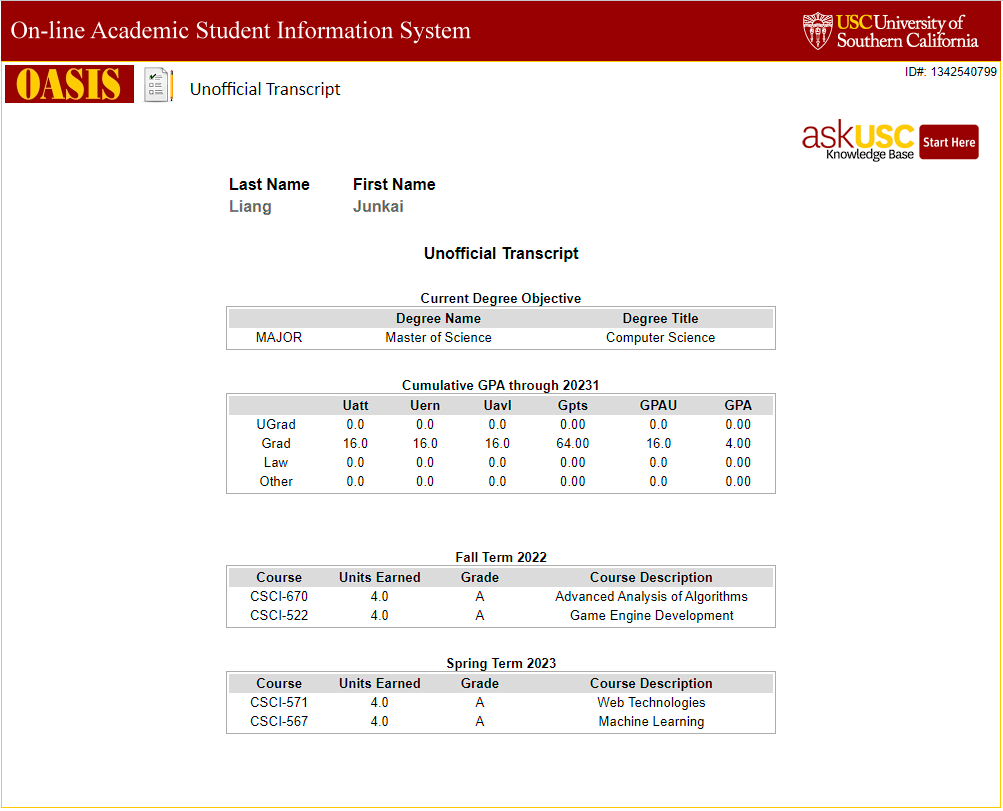 On-line Academic Student Information System
USC University of
Southern California
ID#: 1342540799
OASIS
Unofficial Transcript
askUSC
Knowledge Base
Start Here
Last Name First Name
Liang Junkai
Unofficial Transcript
Current Degree Objective
Degree Name Degree Title
MAJOR Master of Science Computer Science
Cumulative GPA through 20231
Uatt Uern Uavl Gpts GPAU GPA
UGrad 0.0 0.0 0.0 0.00 0.0 0.00
Grad 16.0 16.0 16.0 64.00 16.0 4.00
Law 0.0 0.0 0.0 0.00 0.0 0.00
Other 0.0 0.0 0.0 0.00 0.0 0.00
Fall Term 2022
Course Units Earned Grade Course Description
CSCI-670 4.0 A Advanced Analysis of Algorithms
CSCI-522 4.0 A Game Engine Development
Spring Term 2023
Course Units Earned Grade Course Description
CSCI-571 4.0 A Web Technologies
CSCI-567 4.0 A Machine Learning